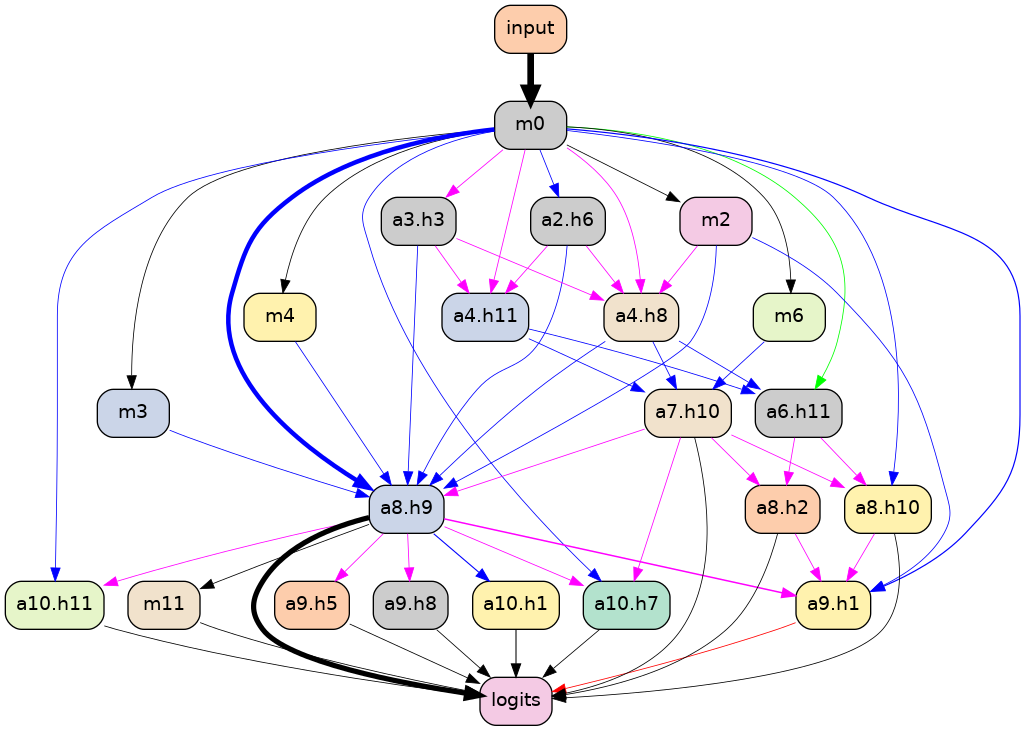 input
m0
a3.h3
a2.h6
m2
m4
a4.h11
a4.h8
m6
m3
a7.h10
a6.h11
a8.h9
a8.h2
a8.h10
a10.h11
m11
a9.h5
a9.h8
a10.h1
a10.h7
a9.h1
logits